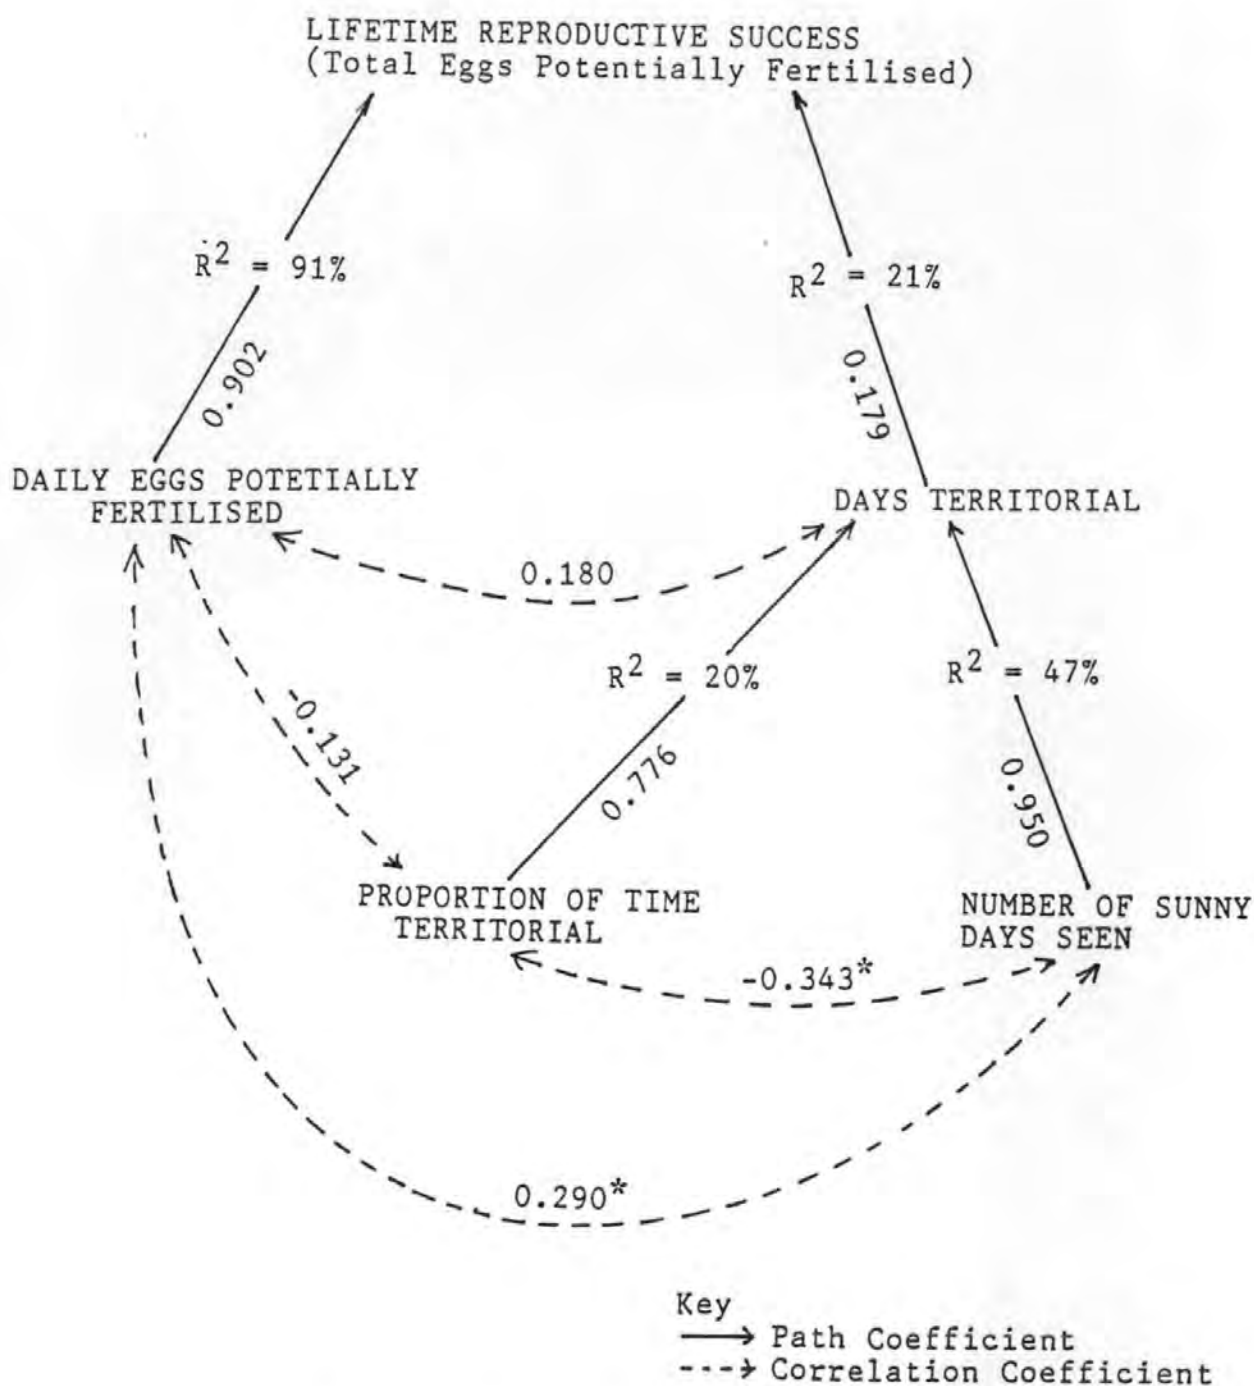 LIFETIME REPRODUCTIVE SUCCESS
(Total Eggs Potentially Fertilised)
R² = 91%
R² = 21%
0.902
0.179
DAILY EGGS POTETIALLY
FERTILISED
DAYS TERRITORIAL
0.180
R² = 20%
R² = 47%
-0.131
0.776
0.950
PROPORTION OF TIME
TERRITORIAL
NUMBER OF SUNNY
DAYS SEEN
-0.343*
0.290*
Key
Path Coefficient
Correlation Coefficient